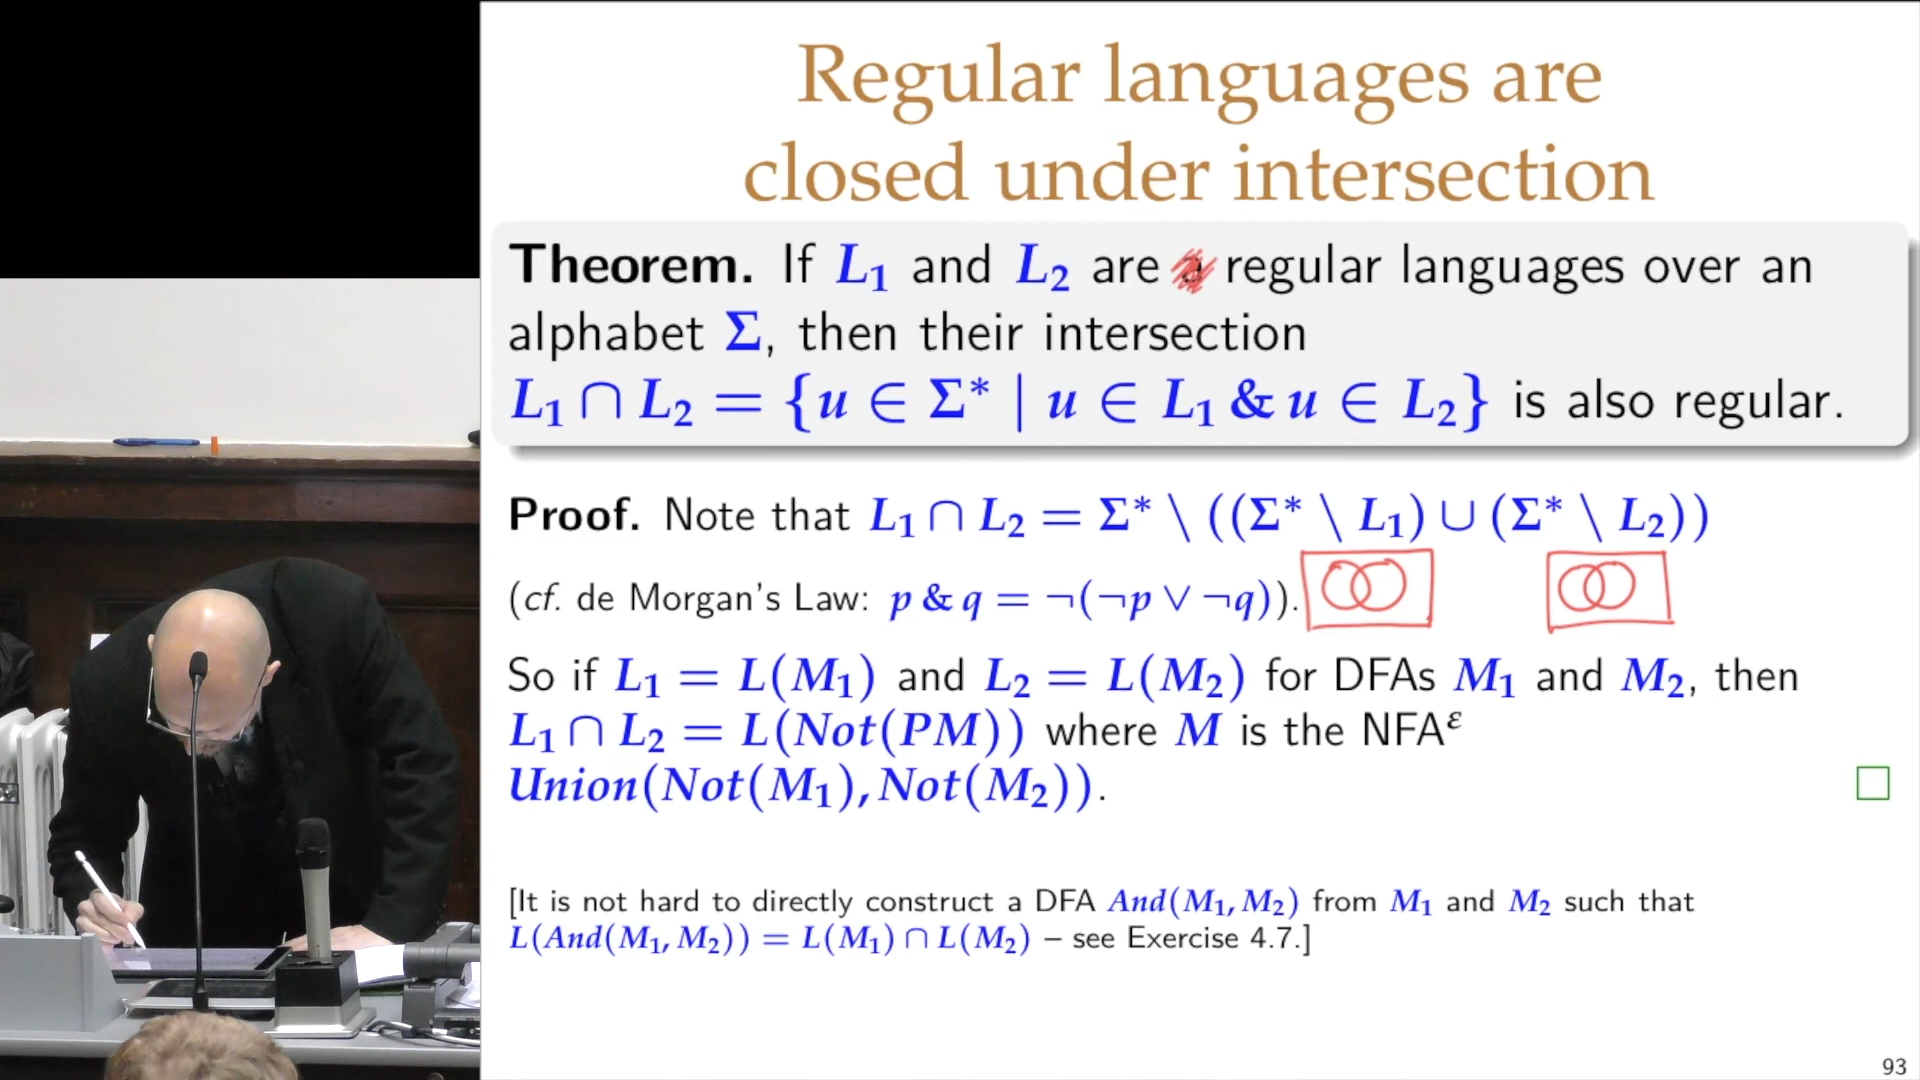 Regular languages are
closed under intersection
Theorem. If L₁ and L₂ are regular languages over an
alphabet Σ, then their intersection
L₁ ∩ L₂ = {u ∈ Σ* | u ∈ L₁ & u ∈ L₂} is also regular.
Proof. Note that L₁ ∩ L₂ = Σ* \ ((Σ* \ L₁) ∪ (Σ* \ L₂))
(cf. de Morgan's Law: p & q = ¬(¬p ∨ ¬q)).
So if L₁ = L(M₁) and L₂ = L(M₂) for DFAs M₁ and M₂, then
L₁ ∩ L₂ = L(Not(PM)) where M is the NFAᵋ
Union(Not(M₁), Not(M₂)).
[It is not hard to directly construct a DFA And(M₁, M₂) from M₁ and M₂ such that
L(And(M₁, M₂)) = L(M₁) ∩ L(M₂) – see Exercise 4.7.]
93